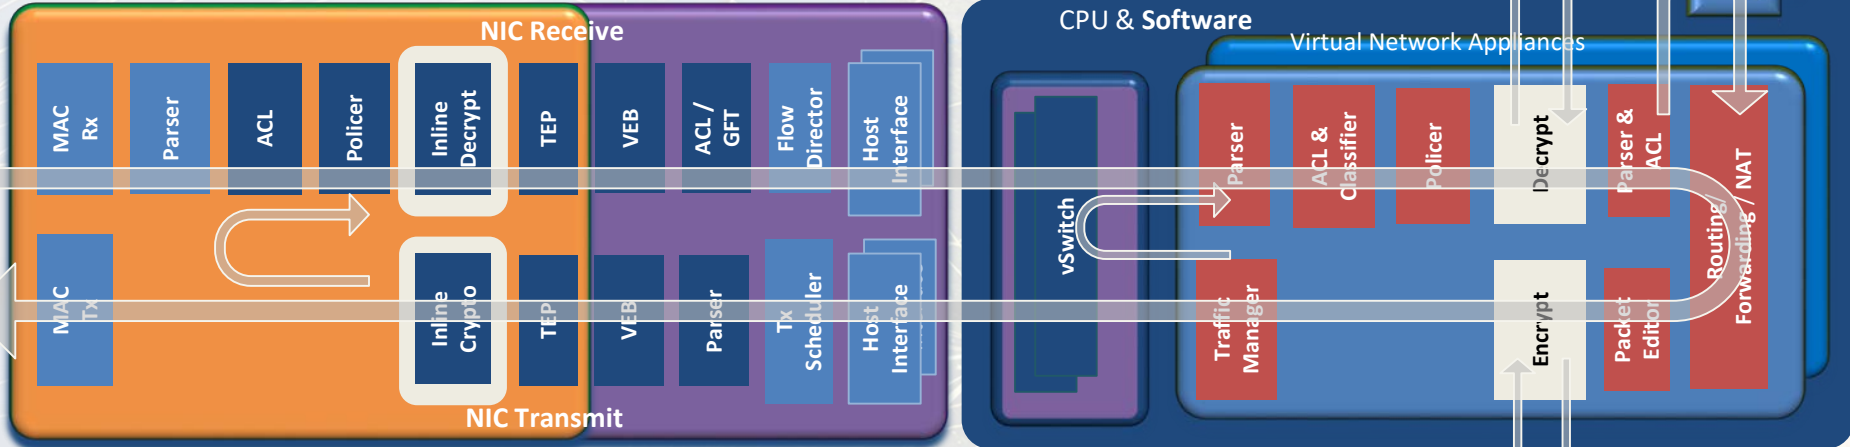 NIC Receive
MAC
Rx
Parser
ACL
Policer
Inline
Decrypt
TEP
VEB
ACL /
GFT
Flow
Director
Host
Interface
MAC
Tx
Inline
Crypto
TEP
VEB
Parser
Tx
Scheduler
Host
Interface
NIC Transmit
CPU & Software
Virtual Network Appliances
vSwitch
Parser
ACL &
Classifier
Policer
Decrypt
Parser &
ACL
Routing/
Forwarding / NAT
Traffic
Manager
Encrypt
Packet
Editor